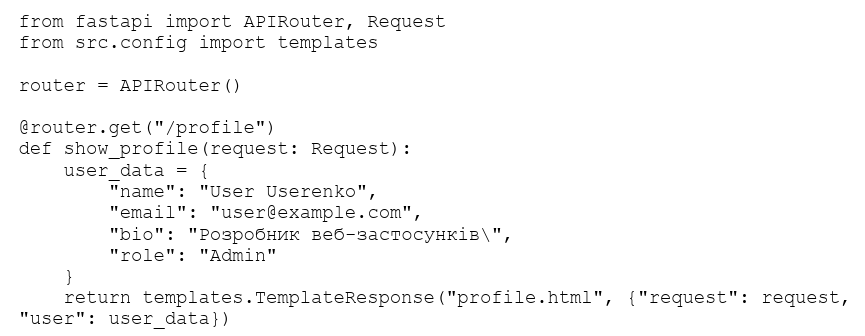 from fastapi import APIRouter, Request
from src.config import templates
router = APIRouter()
@router.get("/profile")
def show_profile(request: Request):
    user_data = {
        "name": "User Userenko",
        "email": "user@example.com",
        "bio": "Розробник веб-застосунків\",
        "role": "Admin"
    }
    return templates.TemplateResponse("profile.html", {"request": request,
"user": user_data})